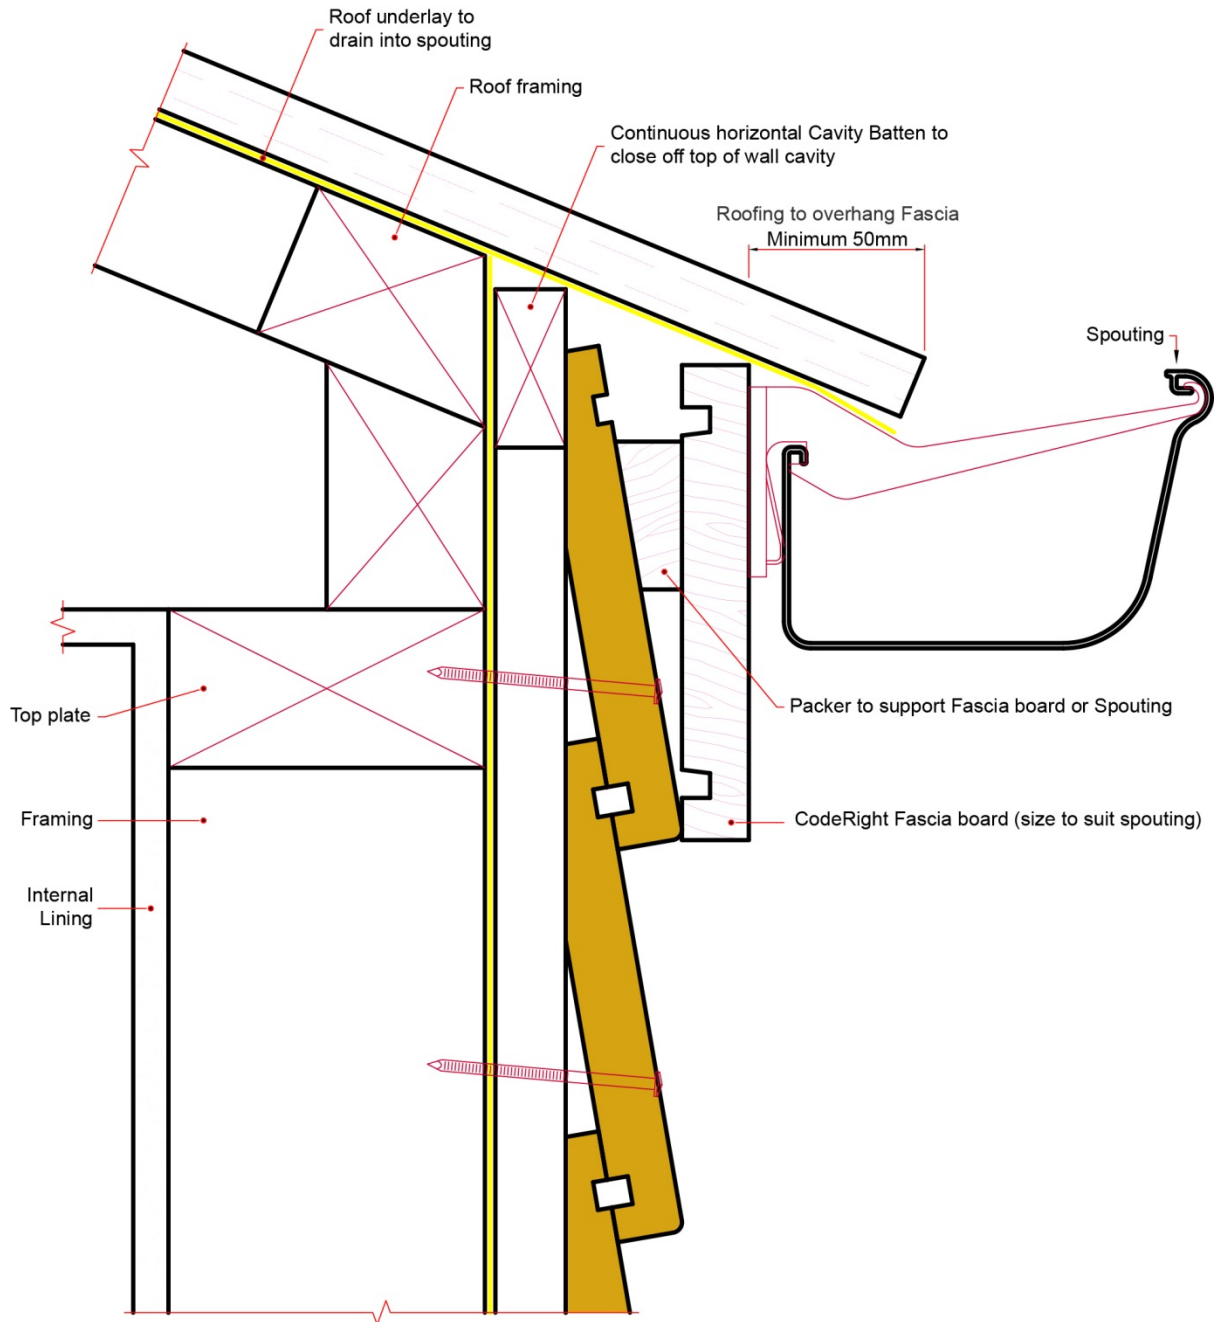 Roof underlay to
drain into spouting
Roof framing
Continuous horizontal Cavity Batten to
close off top of wall cavity
Roofing to overhang Fascia
Minimum 50mm
Spouting
Top plate
Packer to support Fascia board or Spouting
Framing
CodeRight Fascia board (size to suit spouting)
Internal
Lining